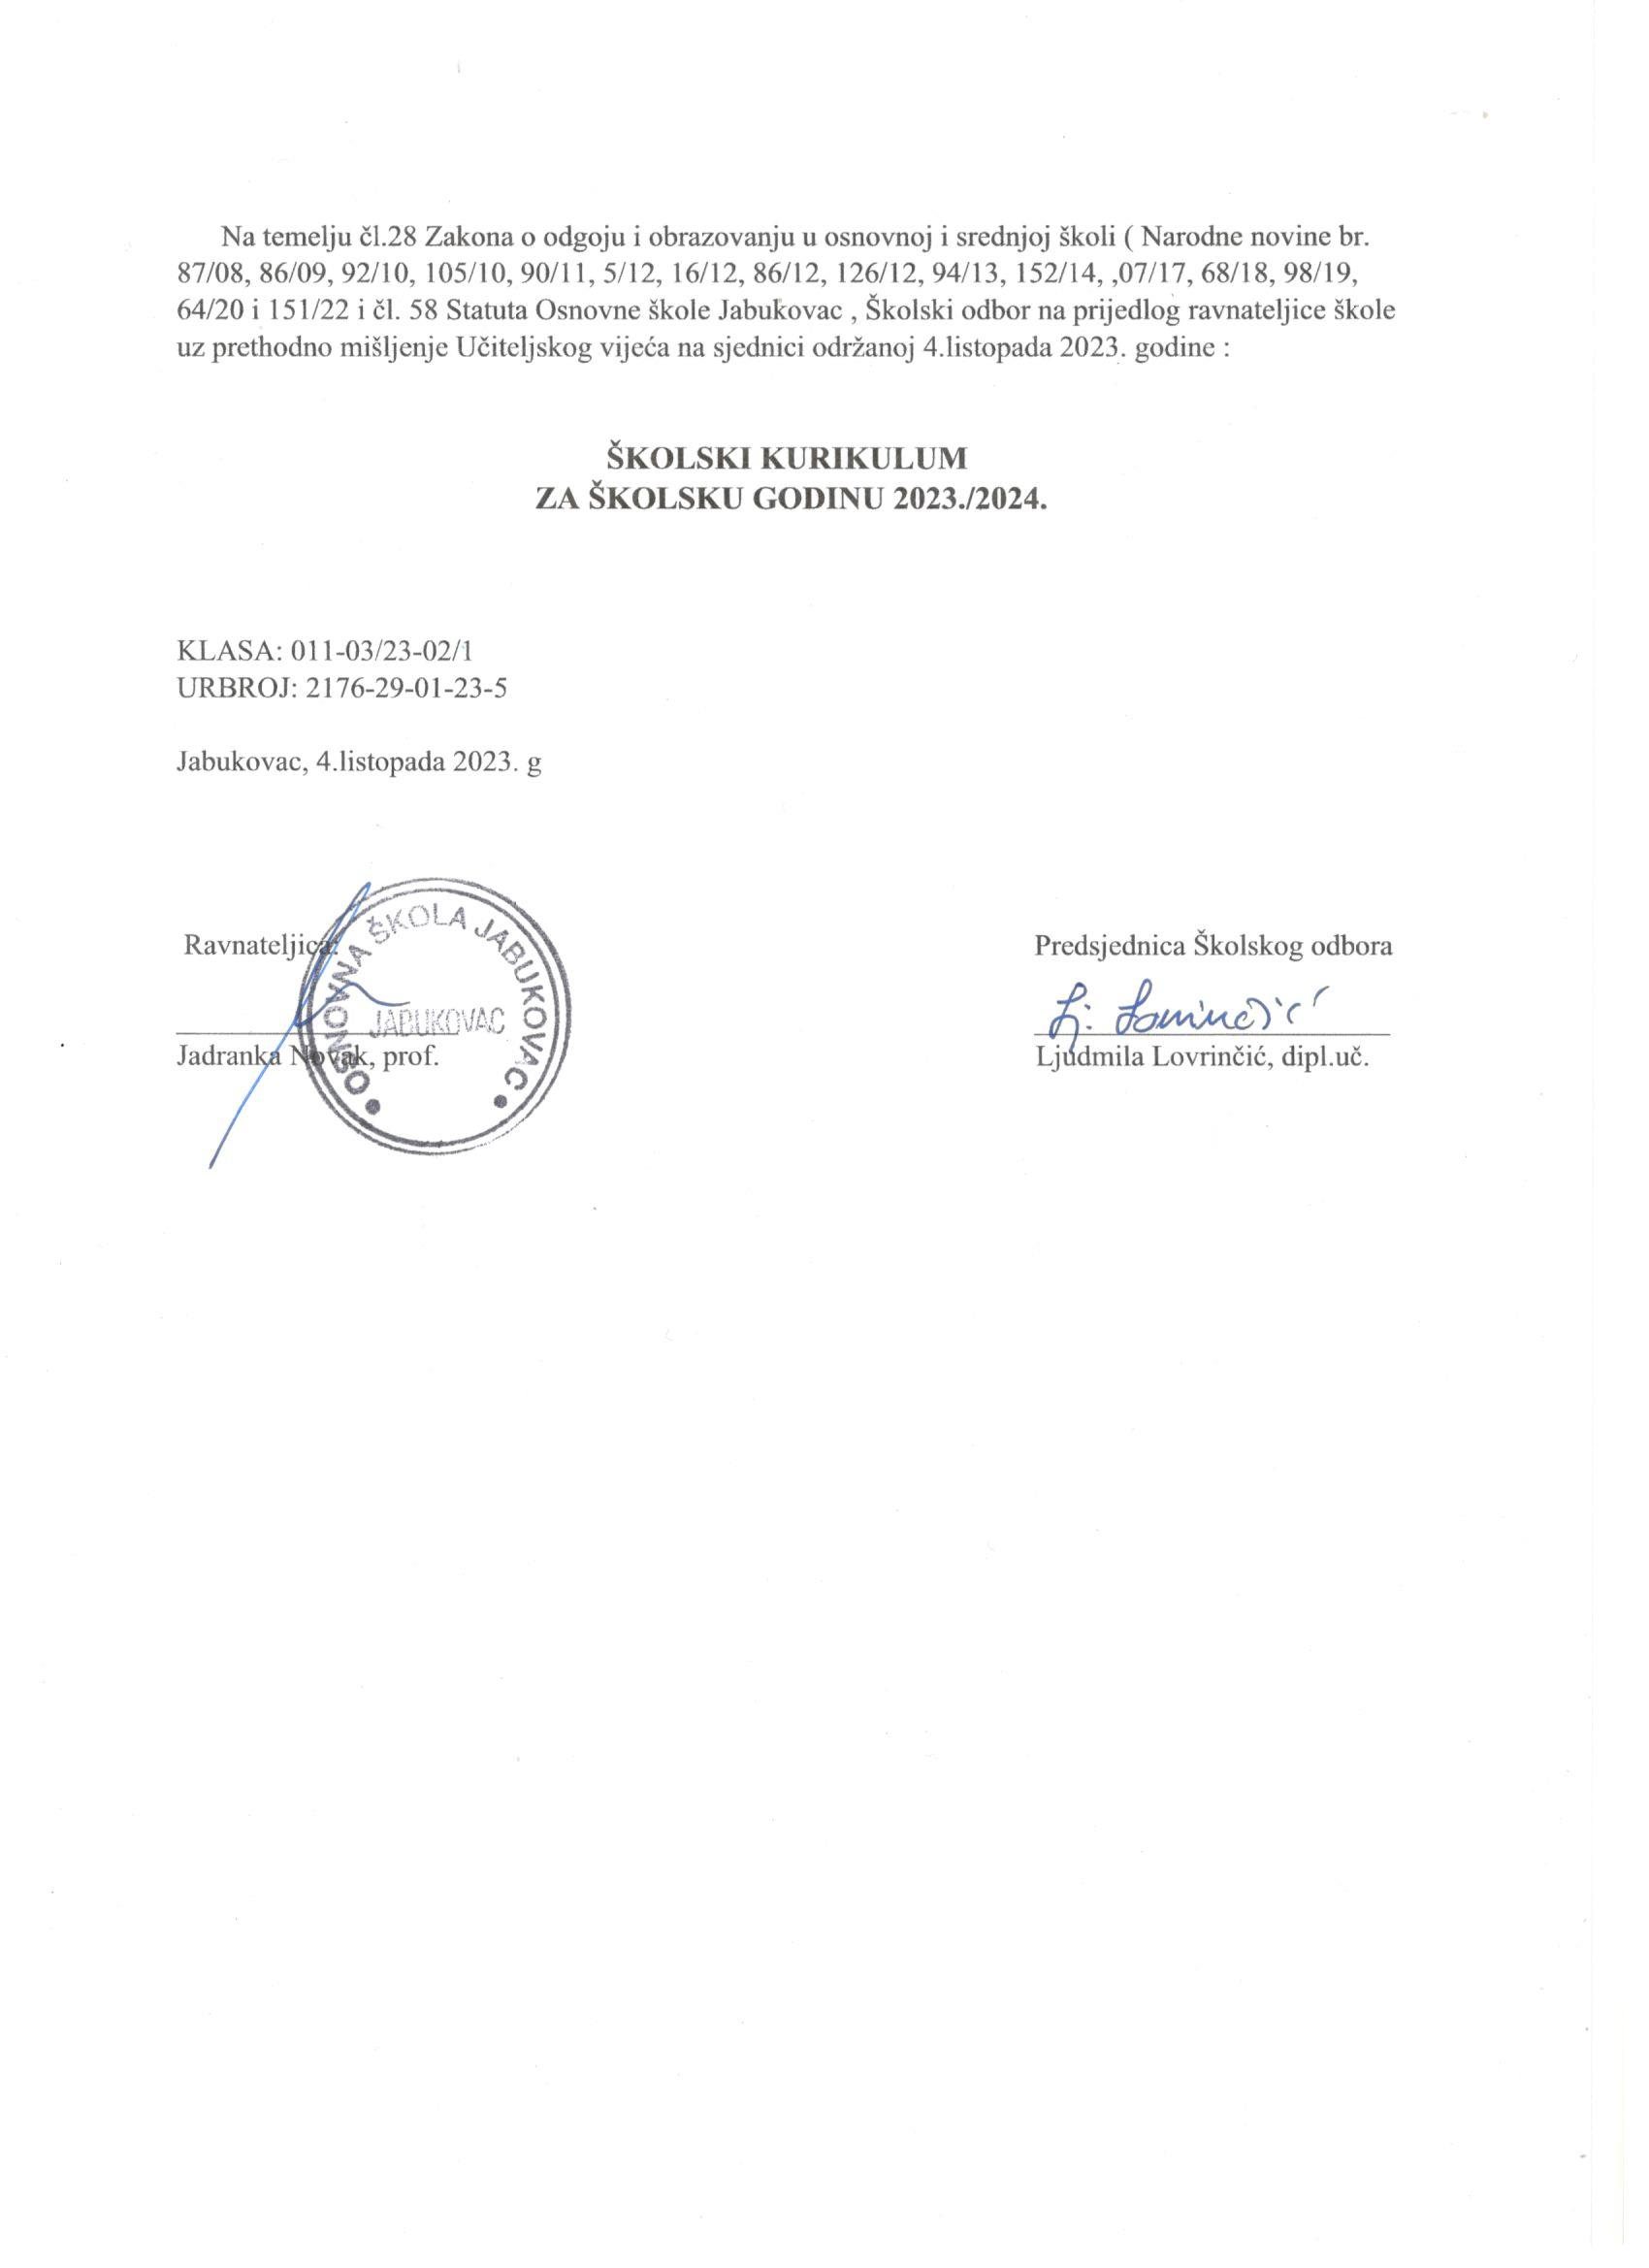 Na temelju čl.28 Zakona o odgoju i obrazovanju u osnovnoj i srednjoj školi ( Narodne novine br.
87/08, 86/09, 92/10, 105/10, 90/11, 5/12, 16/12, 86/12, 126/12, 94/13, 152/14, ,07/17, 68/18, 98/19,
64/20 i 151/22 i čl. 58 Statuta Osnovne škole Jabukovac , Školski odbor na prijedlog ravnateljice škole
uz prethodno mišljenje Učiteljskog vijeća na sjednici održanoj 4.listopada 2023. godine :
ŠKOLSKI KURIKULUM
ZA ŠKOLSKU GODINU 2023./2024.
KLASA: 011-03/23-02/1
URBROJ: 2176-29-01-23-5
Jabukovac, 4.listopada 2023. g
Ravnateljica:
Predsjednica Školskog odbora
OSNOVNA ŠKOLA JABUKOVAC
JABUKOVAC
Lj. Lovrinčić
Jadranka Novak, prof.
Ljudmila Lovrinčić, dipl.uč.